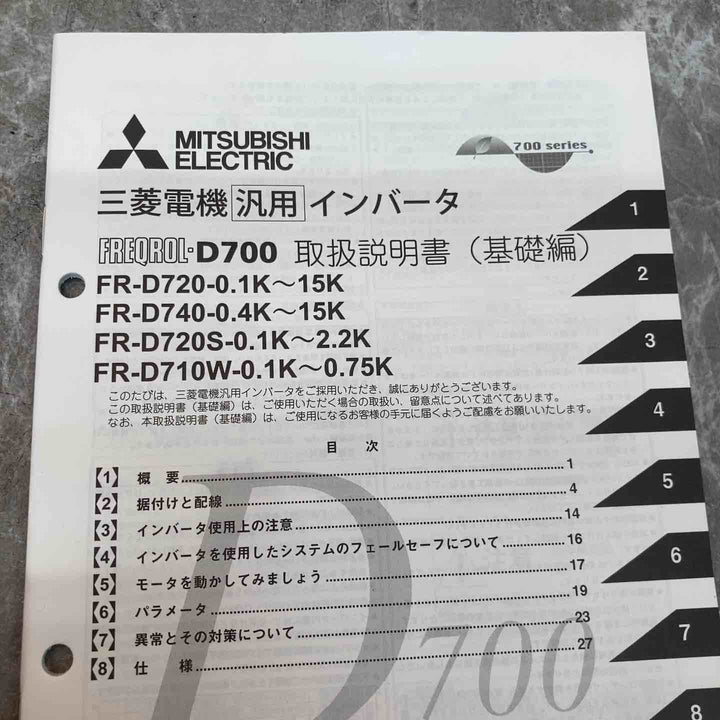 MITSUBISHI
ELECTRIC
700 series
三菱電機 汎用 インバータ
FREQROL-D700 取扱説明書（基礎編）
FR-D720-0.1K～15K
FR-D740-0.4K～15K
FR-D720S-0.1K～2.2K
FR-D710W-0.1K～0.75K
このたびは、三菱電機汎用インバータをご採用いただき、誠にありがとうございます。
この取扱説明書（基礎編）は、ご使用いただく場合の取扱い、留意点について述べてあります。
なお、本取扱説明書（基礎編）は、ご使用になるお客様の手元に届くようご配慮をお願いいたします。
目 次
【1】 概 要 1
【2】 据付けと配線 4
【3】 インバータ使用上の注意 14
【4】 インバータを使用したシステムのフェールセーフについて 16
【5】 モータを動かしてみましょう 17
【6】 パラメータ 19
【7】 異常とその対策について 23
【8】 仕 様 27
D700
1
2
3
4
5
6
7
8